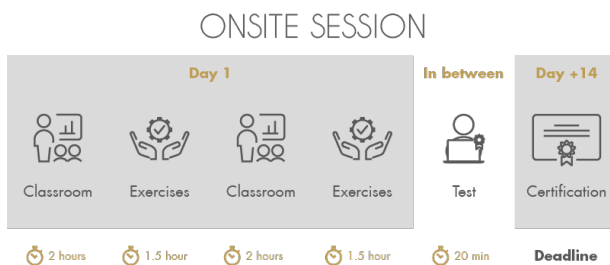 ONSITE SESSION
Day 1 In between Day +14
Classroom Exercises Classroom Exercises Test Certification
2 hours 1.5 hour 2 hours 1.5 hour 20 min Deadline